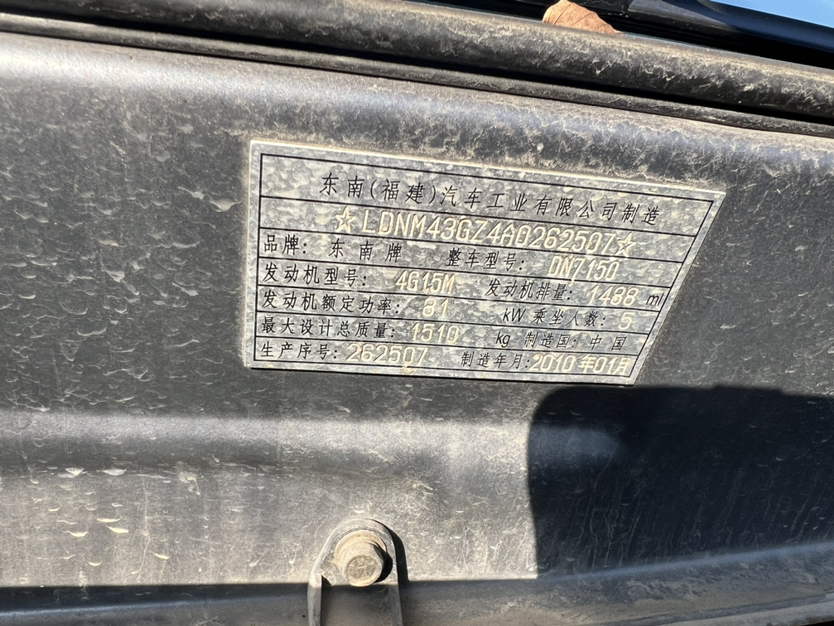 东南(福建)汽车工业有限公司制造
☆LDNM43GZ4A0262507☆
品牌: 东南牌 整车型号: DN7150
发动机型号: 4G15M 发动机排量: 1488 ml
发动机额定功率: 81 kW 乘坐人数: 5
最大设计总质量: 1510 kg 制造国: 中国
生产序号: 262507 制造年月: 2010年01月